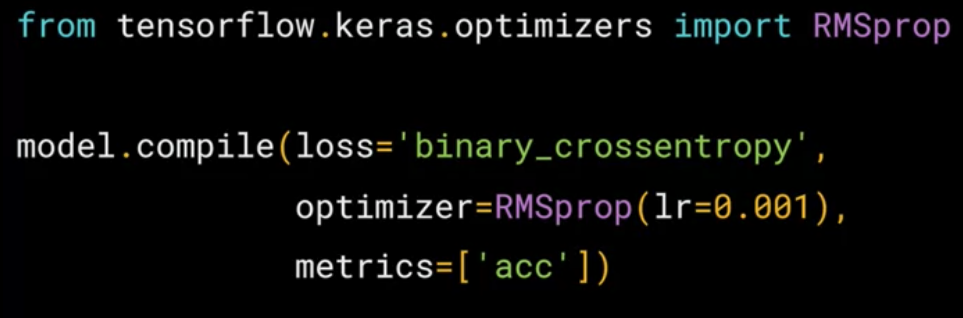 from tensorflow.keras.optimizers import RMSprop
model.compile(loss='binary_crossentropy',
optimizer=RMSprop(lr=0.001),
metrics=['acc'])